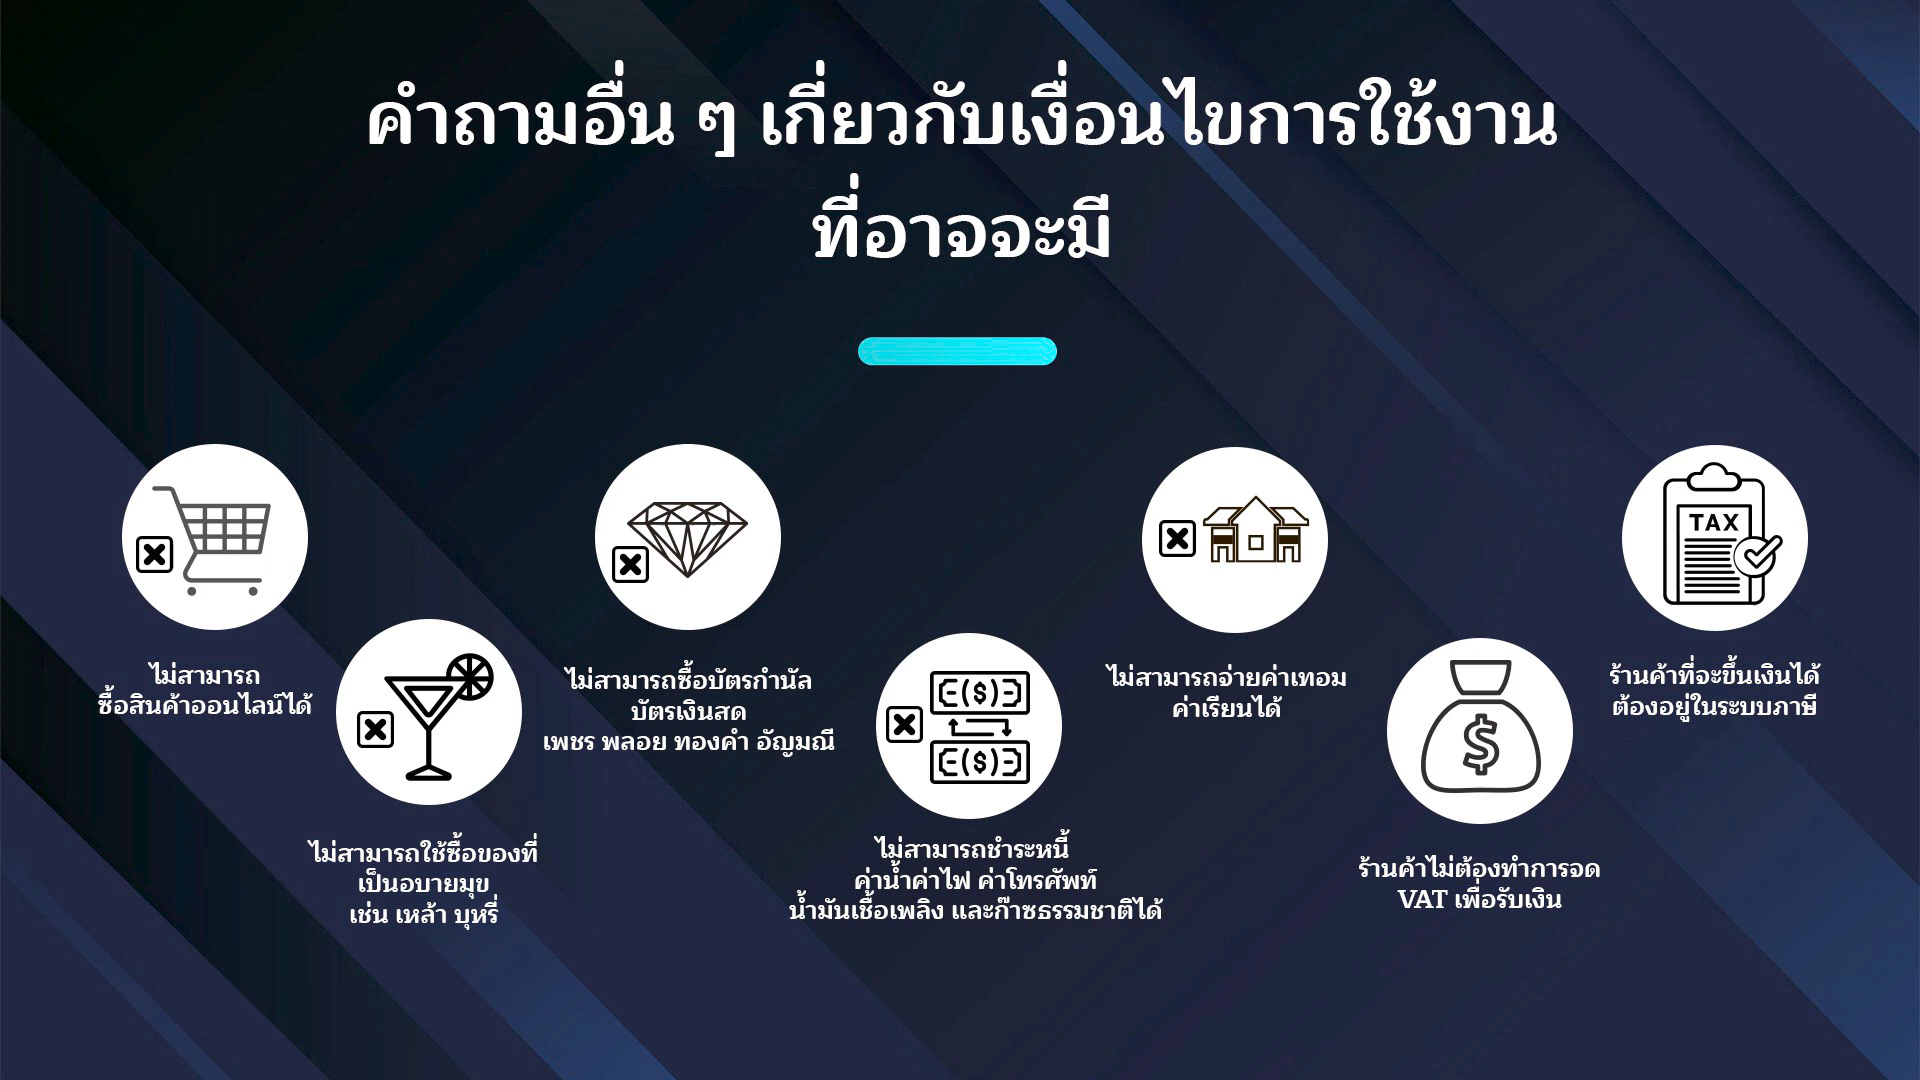 คำถามอื่น ๆ เกี่ยวกับเงื่อนไขการใช้งาน
ที่อาจจะมี
ไม่สามารถ
ซื้อสินค้าออนไลน์ได้
ไม่สามารถใช้ซื้อของที่
เป็นอบายมุข
เช่น เหล้า บุหรี่
ไม่สามารถซื้อบัตรกำนัล
บัตรเงินสด
เพชร พลอย ทองคำ อัญมณี
($)
($)
ไม่สามารถชำระหนี้
ค่าน้ำค่าไฟ ค่าโทรศัพท์
น้ำมันเชื้อเพลิง และก๊าซธรรมชาติได้
ไม่สามารถจ่ายค่าเทอม
ค่าเรียนได้
$
ร้านค้าไม่ต้องทำการจด
VAT เพื่อรับเงิน
TAX
ร้านค้าที่จะขึ้นเงินได้
ต้องอยู่ในระบบภาษี